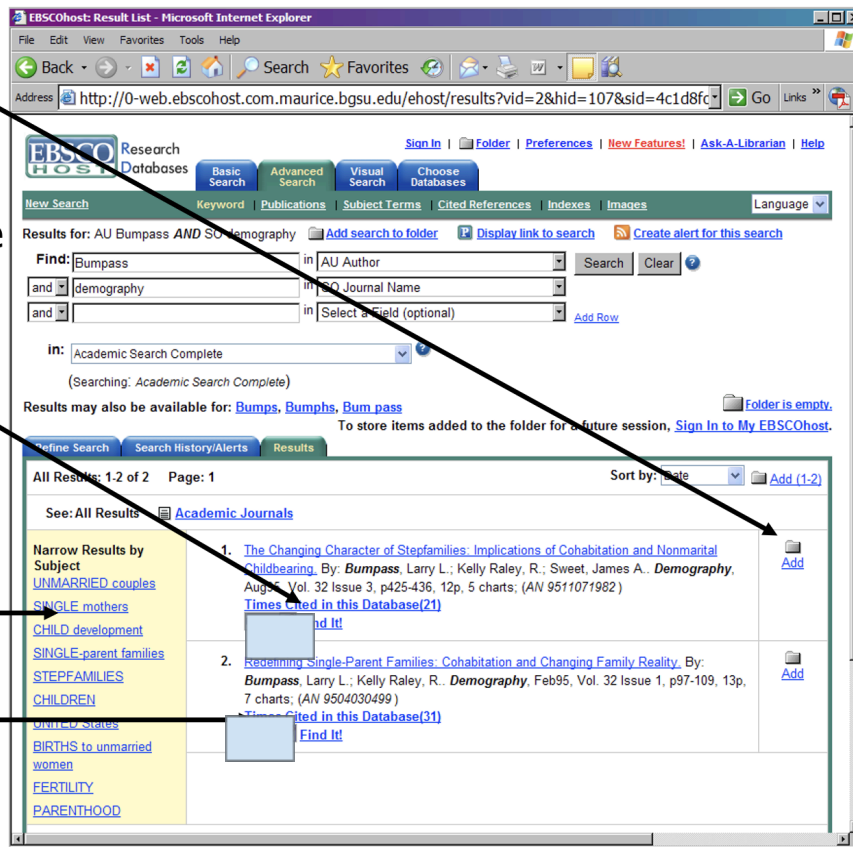 EBSCOhost: Result List - Microsoft Internet Explorer
File Edit View Favorites Tools Help
Back Search Favorites
Address http://0-web.ebscohost.com.maurice.bgsu.edu/ehost/results?vid=2&hid=107&sid=4c1d8fc Go Links »
Sign In | Folder | Preferences | New Features! | Ask-A-Librarian | Help
EBSCO Research
HOST Databases
Basic Search Advanced Search Visual Search Choose Databases
New Search Keyword | Publications | Subject Terms | Cited References | Indexes | Images Language
Results for: AU Bumpass AND SO demography Add search to folder Display link to search Create alert for this search
Find: Bumpass in AU Author Search Clear
and demography in SO Journal Name
and in Select a Field (optional) Add Row
in: Academic Search Complete
(Searching: Academic Search Complete)
Results may also be available for: Bumps, Bumphs, Bum pass Folder is empty.
To store items added to the folder for a future session, Sign In to My EBSCOhost.
Refine Search Search History/Alerts Results
All Results: 1-2 of 2 Page: 1 Sort by: Date Add (1-2)
See: All Results Academic Journals
Narrow Results by
Subject
UNMARRIED couples
SINGLE mothers
CHILD development
SINGLE-parent families
STEPFAMILIES
CHILDREN
UNITED States
BIRTHS to unmarried
women
FERTILITY
PARENTHOOD
1. The Changing Character of Stepfamilies: Implications of Cohabitation and Nonmarital
Childbearing. By: Bumpass, Larry L.; Kelly Raley, R.; Sweet, James A.. Demography,
Aug95, Vol. 32 Issue 3, p425-436, 12p, 5 charts; (AN 9511071982)
Times Cited in this Database(21)
nd It!
Add
2. Redefining Single-Parent Families: Cohabitation and Changing Family Reality. By:
Bumpass, Larry L.; Kelly Raley, R.. Demography, Feb95, Vol. 32 Issue 1, p97-109, 13p,
7 charts; (AN 9504030499)
Times Cited in this Database(31)
Find It!
Add